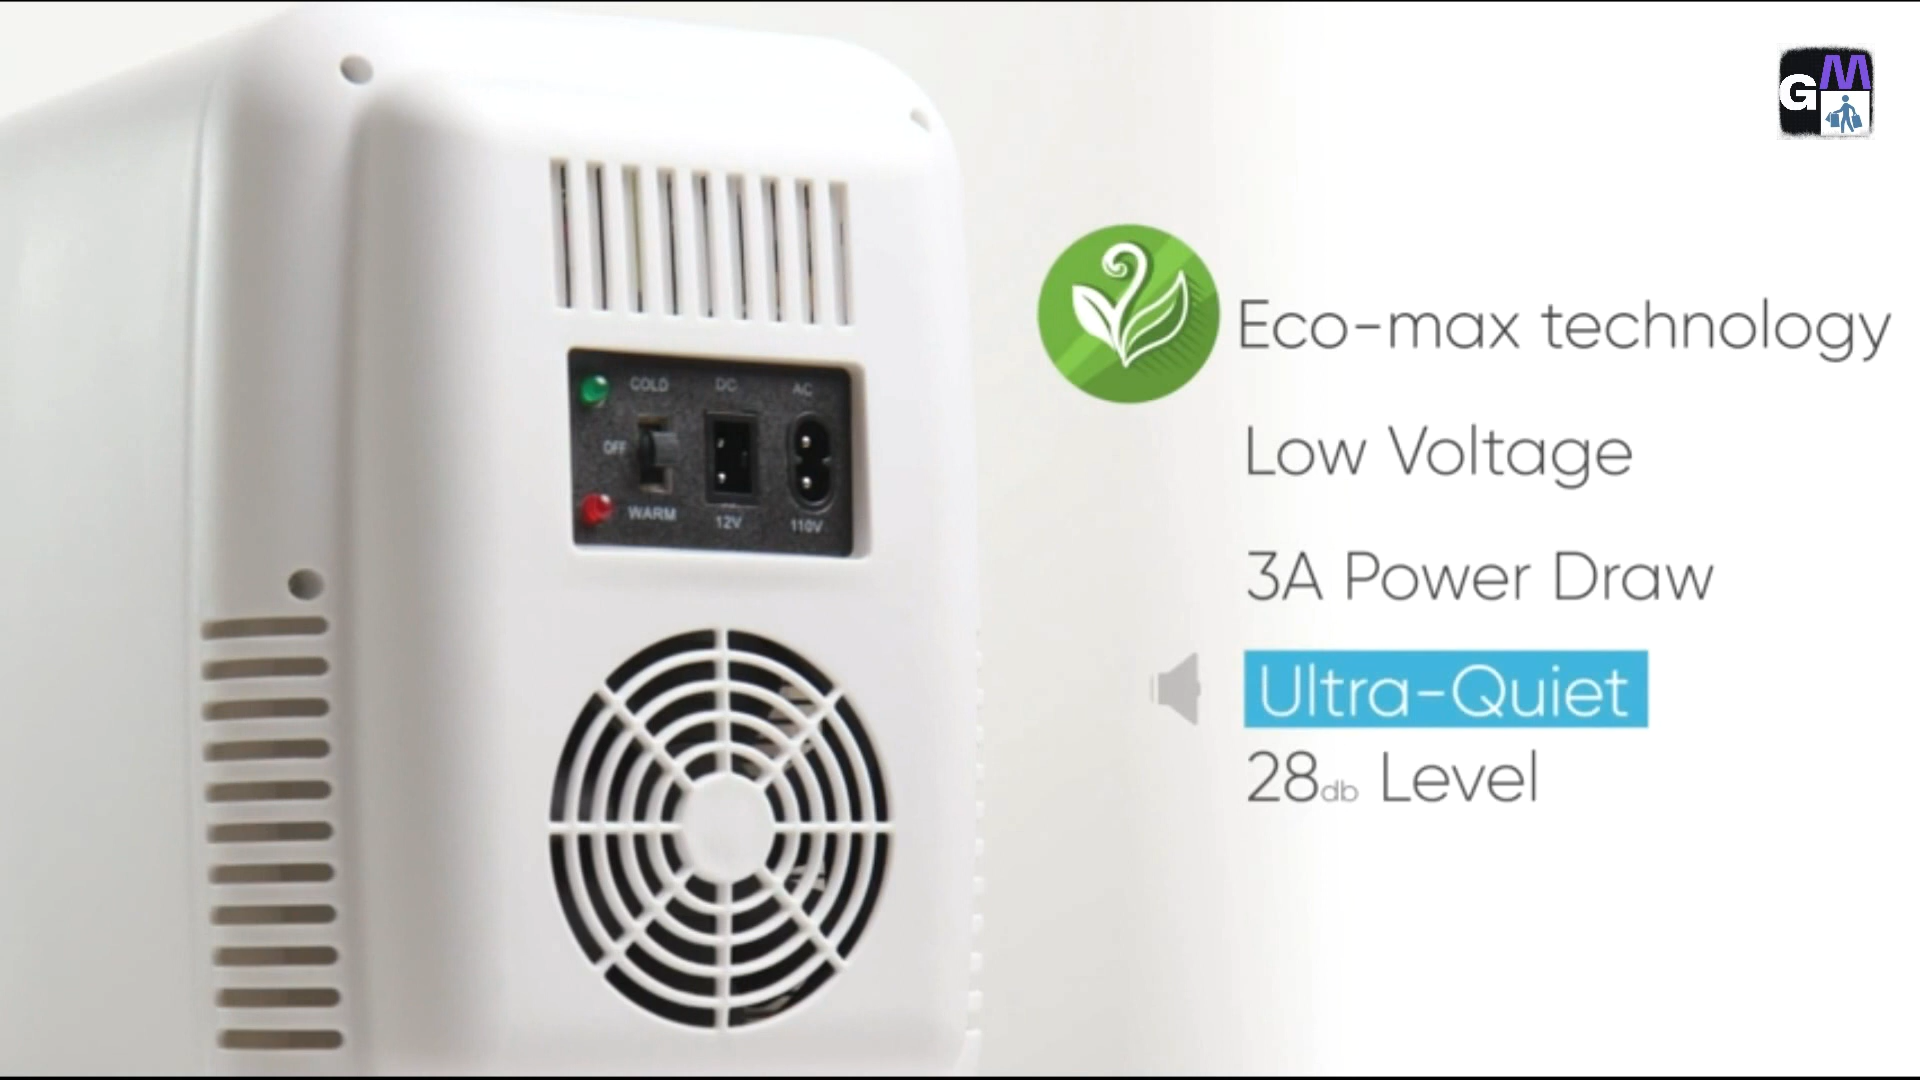 GM
COLD DC AC
OFF
WARM 12V 110V
Eco-max technology
Low Voltage
3A Power Draw
Ultra-Quiet
28db Level